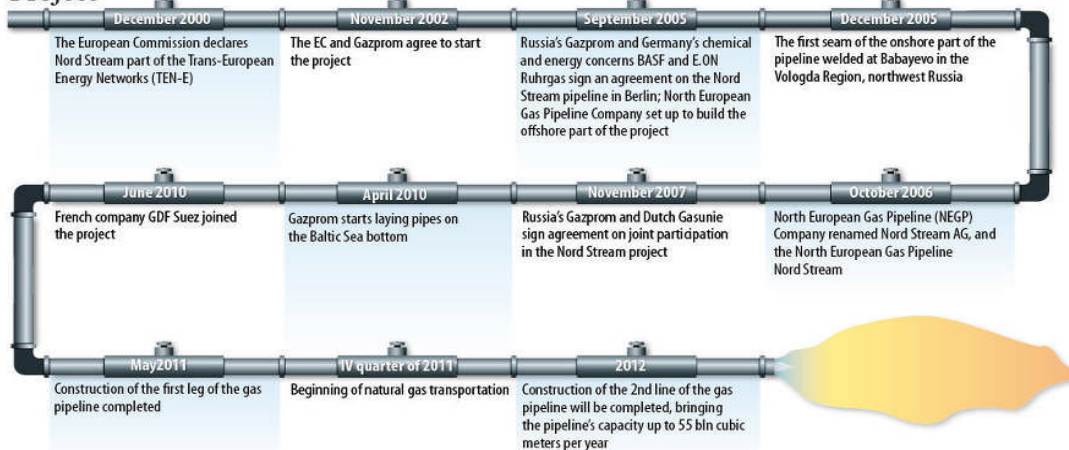 December 2000
The European Commission declares
Nord Stream part of the Trans-European
Energy Networks (TEN-E)
November 2002
The EC and Gazprom agree to start
the project
September 2005
Russia's Gazprom and Germany's chemical
and energy concerns BASF and E.ON
Ruhrgas sign an agreement on the Nord
Stream pipeline in Berlin; North European
Gas Pipeline Company set up to build the
offshore part of the project
December 2005
The first seam of the onshore part of the
pipeline welded at Babayevo in the
Vologda Region, northwest Russia
October 2006
North European Gas Pipeline (NEGP)
Company renamed Nord Stream AG, and
the North European Gas Pipeline
Nord Stream
November 2007
Russia's Gazprom and Dutch Gasunie
sign agreement on joint participation
in the Nord Stream project
April 2010
Gazprom starts laying pipes on
the Baltic Sea bottom
June 2010
French company GDF Suez joined
the project
May2011
Construction of the first leg of the gas
pipeline completed
IV quarter of 2011
Beginning of natural gas transportation
2012
Construction of the 2nd line of the gas
pipeline will be completed, bringing
the pipeline's capacity up to 55 bln cubic
meters per year